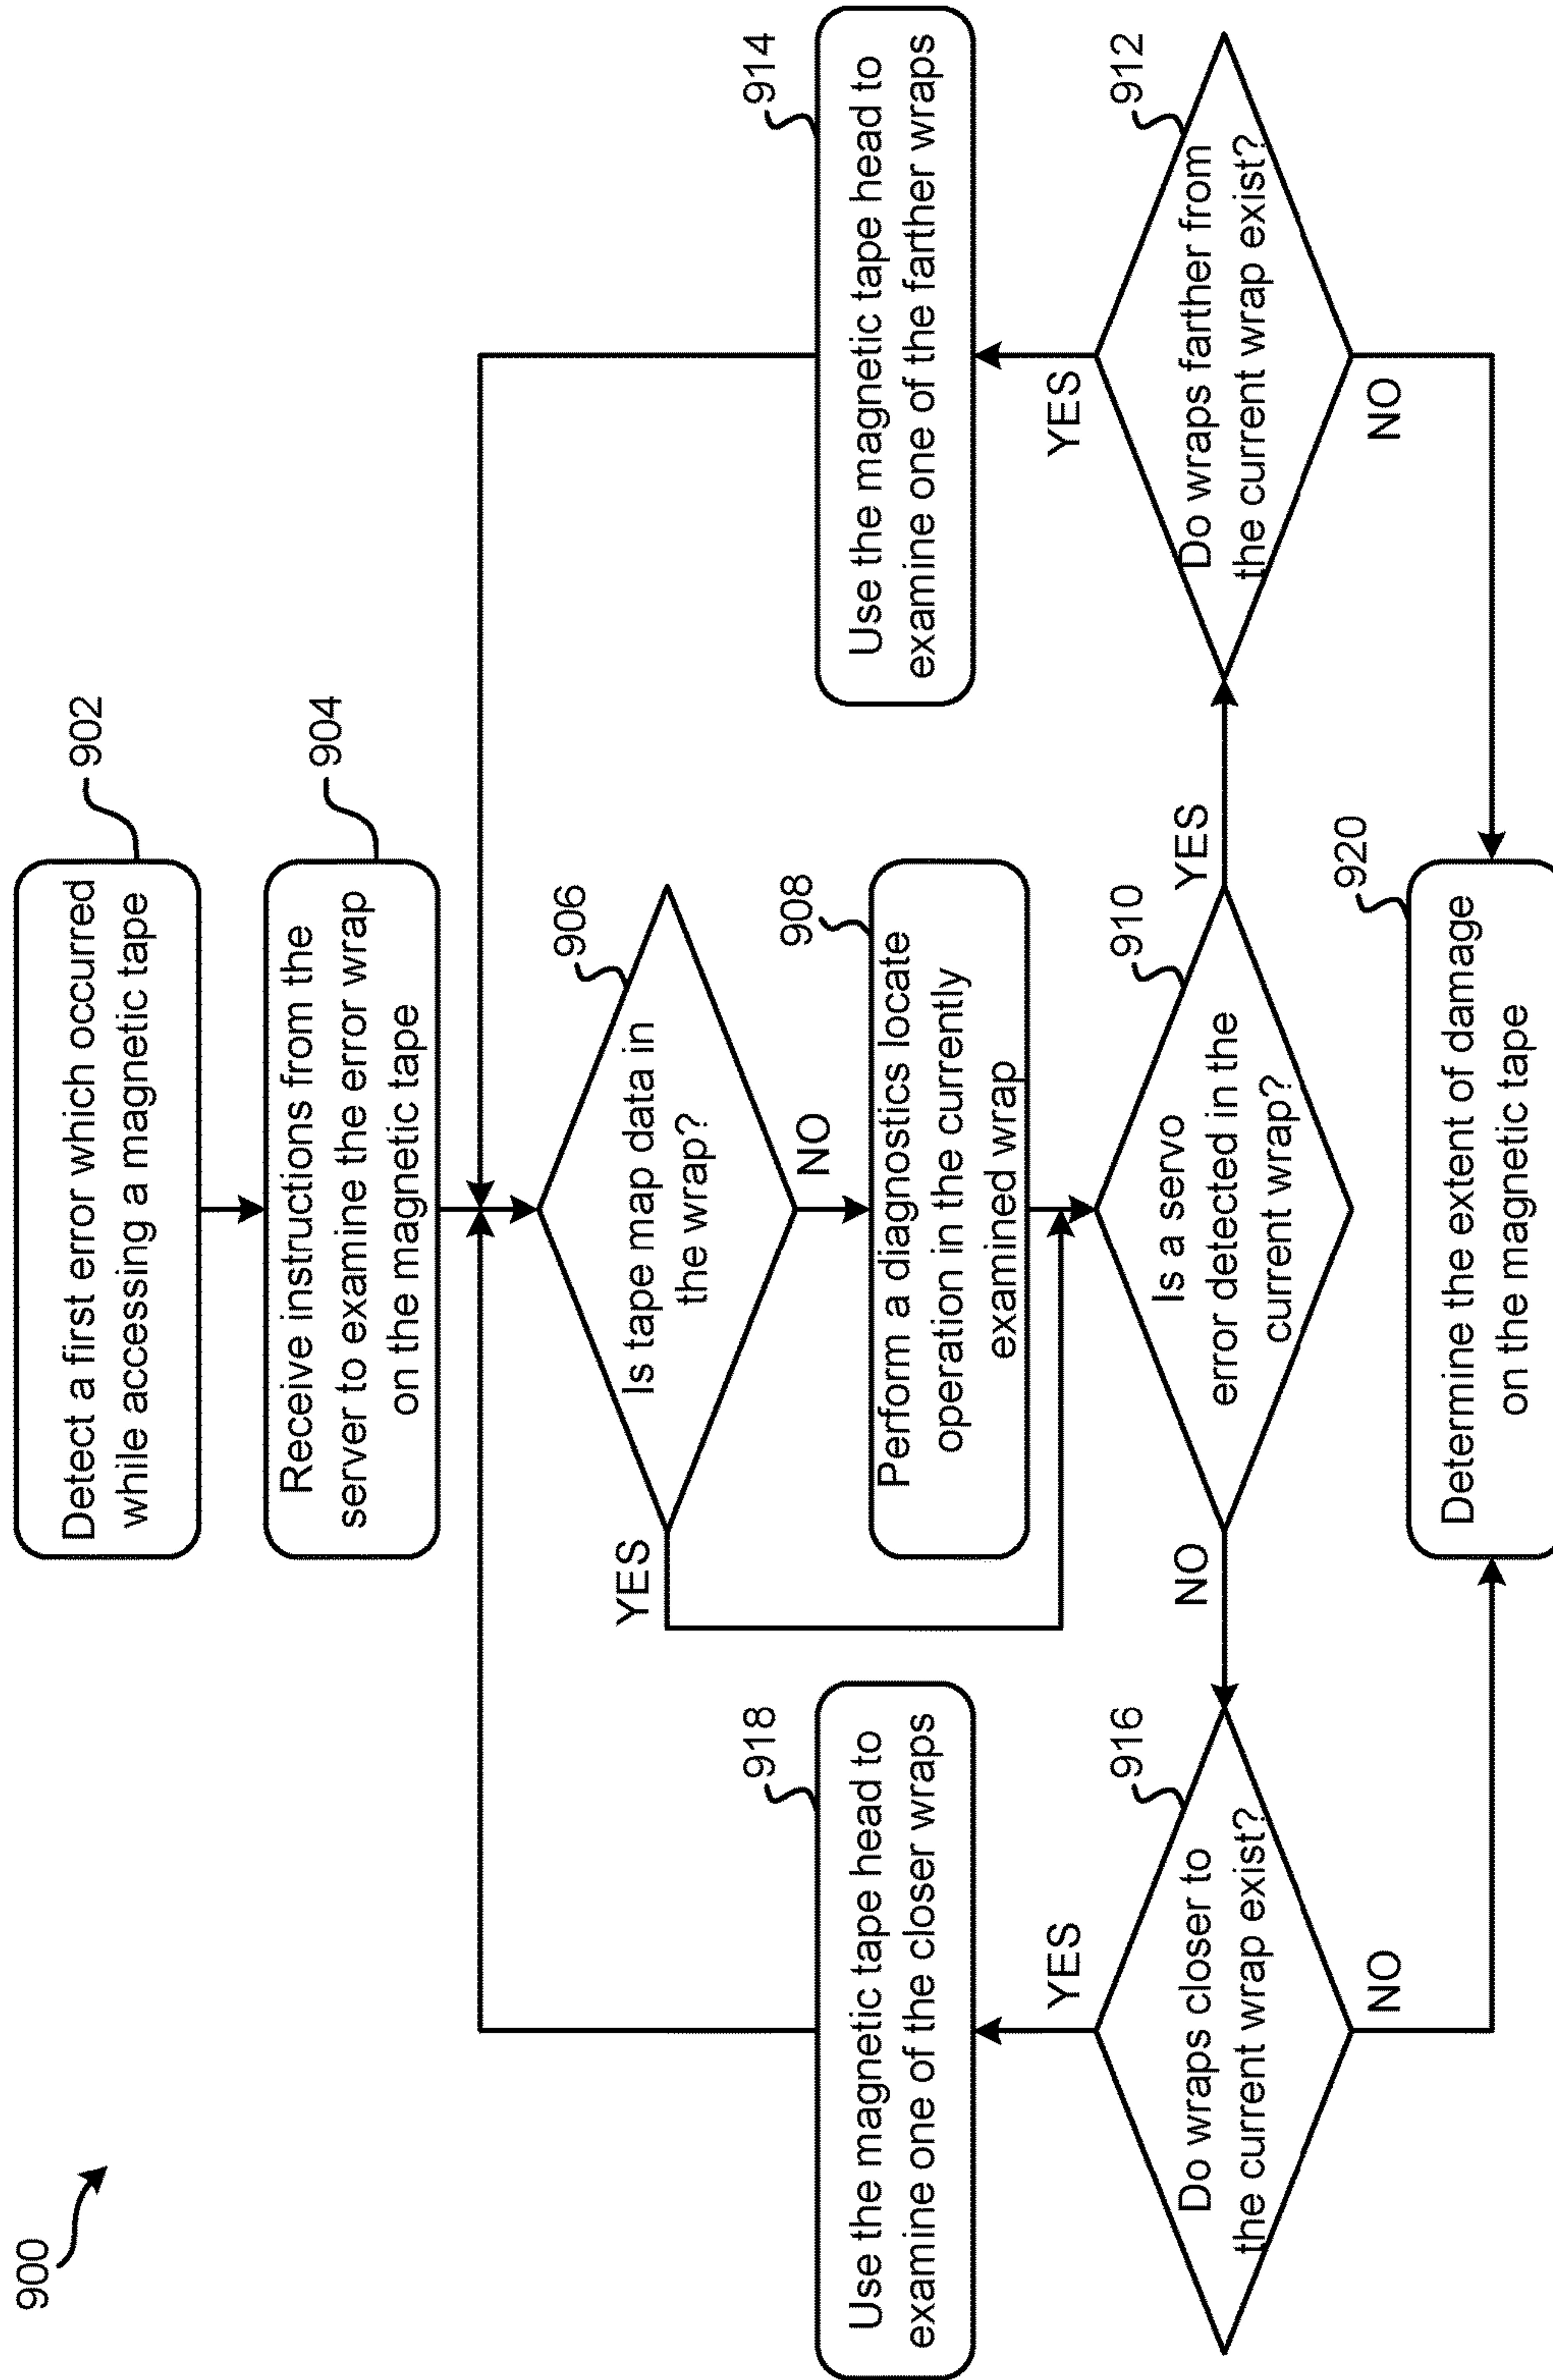 900
Detect a first error which occurred
while accessing a magnetic tape
902
Receive instructions from the
server to examine the error wrap
on the magnetic tape
904
Is tape map data in
the wrap?
906
YES
NO
Perform a diagnostics locate
operation in the currently
examined wrap
908
Is a servo
error detected in the
current wrap?
910
YES
NO
Do wraps farther from
the current wrap exist?
912
YES
NO
Use the magnetic tape head to
examine one of the farther wraps
914
Do wraps closer to
the current wrap exist?
916
YES
NO
Use the magnetic tape head to
examine one of the closer wraps
918
Determine the extent of damage
on the magnetic tape
920